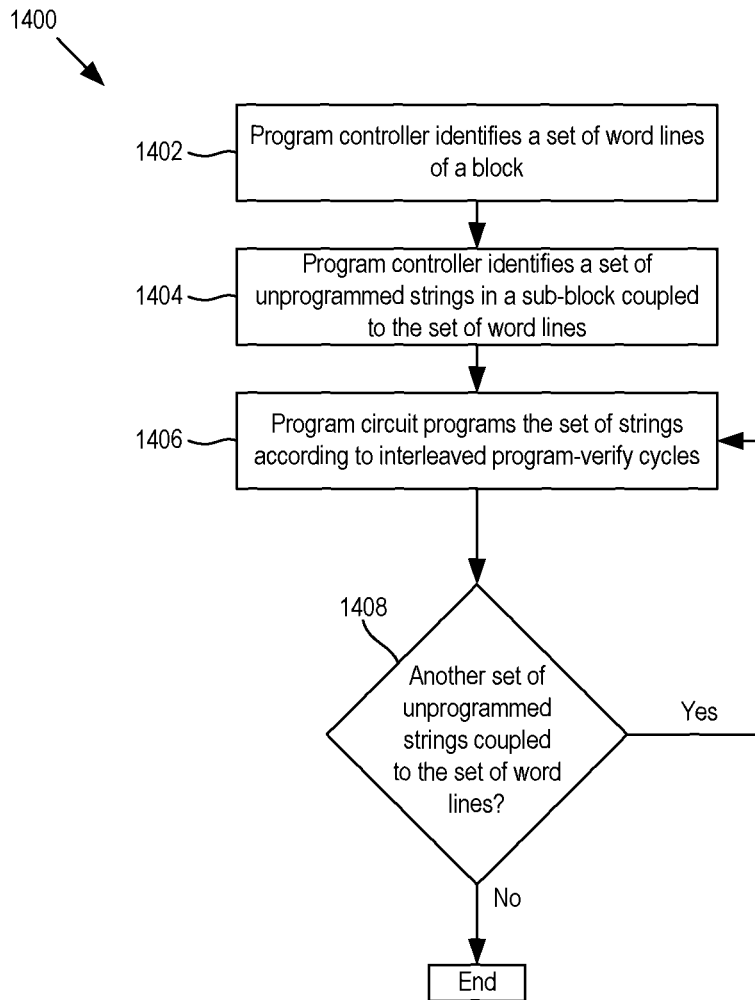 1400
1402
Program controller identifies a set of word lines
of a block
1404
Program controller identifies a set of
unprogrammed strings in a sub-block coupled
to the set of word lines
1406
Program circuit programs the set of strings
according to interleaved program-verify cycles
1408
Another set of
unprogrammed
strings coupled
to the set of word
lines?
Yes
No
End